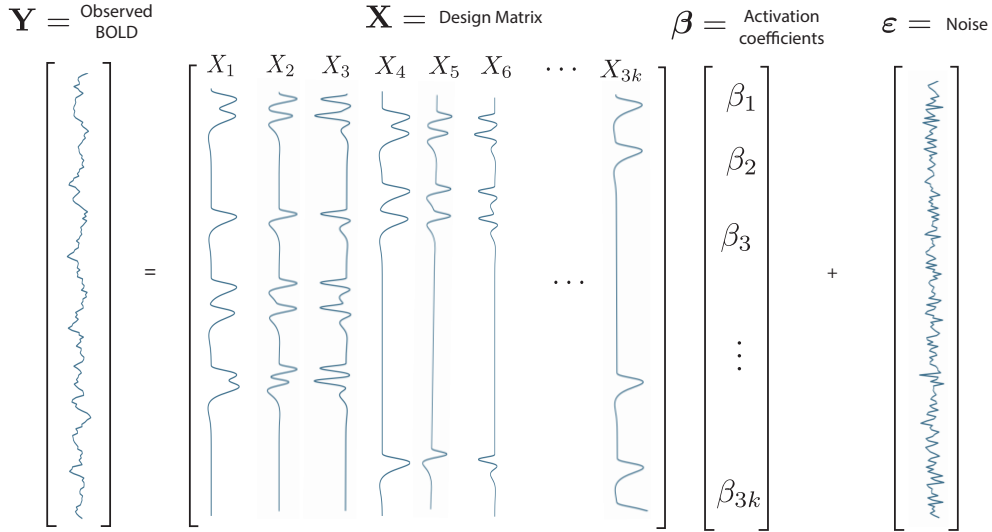 Y = Observed BOLD
X = Design Matrix
β = Activation coefficients
ε = Noise
X₁ X₂ X₃ X₄ X₅ X₆ ⋯ X₃ₖ
β₁
β₂
β₃
= ⋯ +
⋮
β₃ₖ